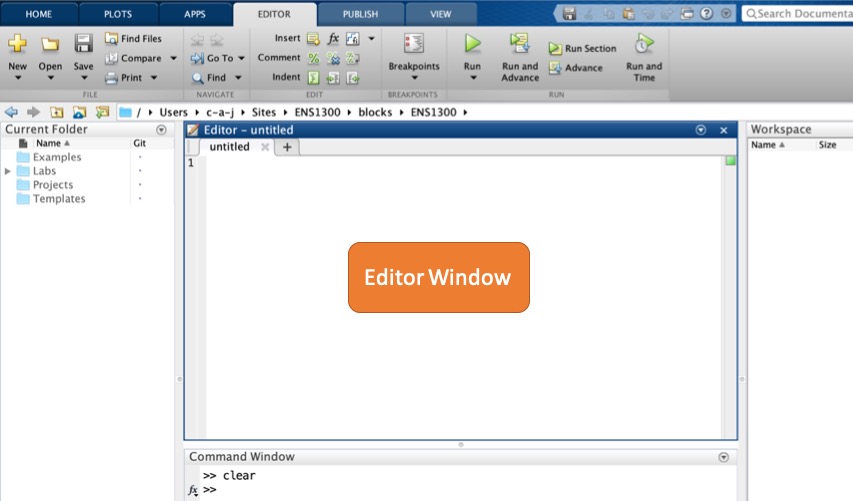 HOME PLOTS APPS EDITOR PUBLISH VIEW Search Documenta
Find Files Insert fx
New Open Save Compare Go To Comment Breakpoints Run Run and Advance Run Section Advance Run and Time
Print Find Indent
FILE NAVIGATE EDIT BREAKPOINTS RUN
/ Users c-a-j Sites ENS1300 blocks ENS1300
Current Folder
Name Git
Examples
Labs
Projects
Templates
Editor – untitled
untitled +
1
Editor Window
Command Window
>> clear
fx >>
Workspace
Name Size